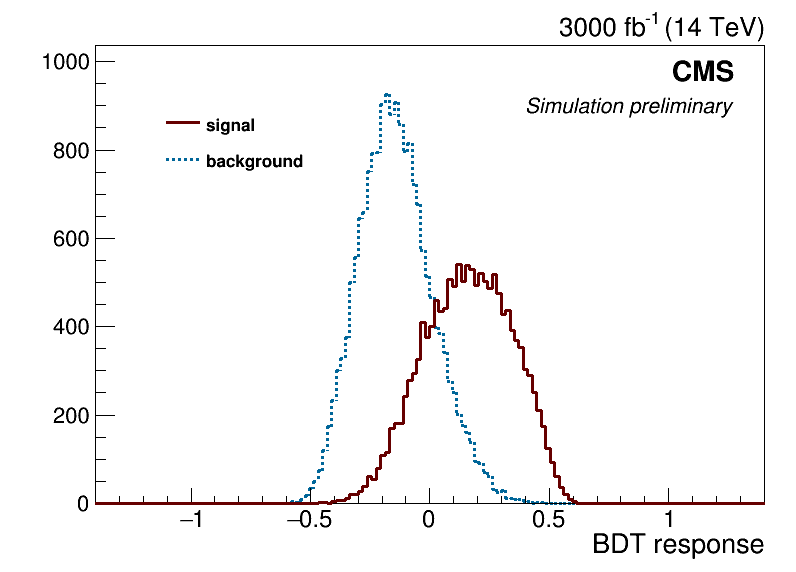 3000 fb⁻¹ (14 TeV)
CMS
Simulation preliminary
signal
background
1000
800
600
400
200
0
−1
−0.5
0
0.5
1
BDT response